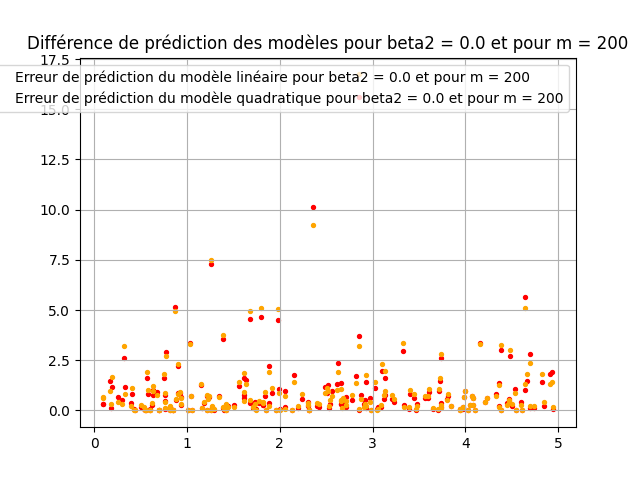 Différence de prédiction des modèles pour beta2 = 0.0 et pour m = 200
17.5
Erreur de prédiction du modèle linéaire pour beta2 = 0.0 et pour m = 200
Erreur de prédiction du modèle quadratique pour beta2 = 0.0 et pour m = 200
15.0
12.5
10.0
7.5
5.0
2.5
0.0
0 1 2 3 4 5